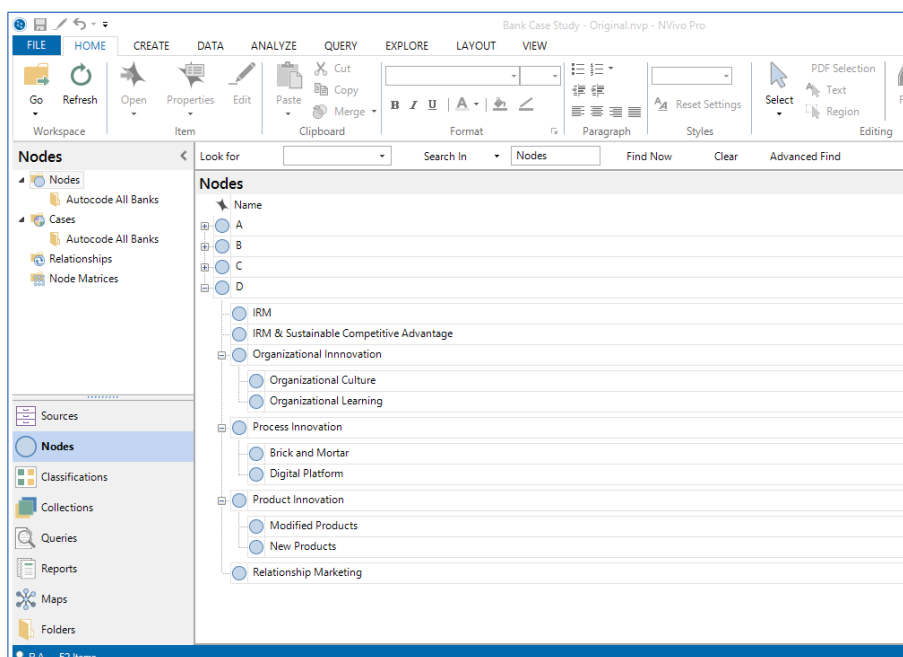 Bank Case Study - Original.nvp - NVivo Pro
FILE HOME CREATE DATA ANALYZE QUERY EXPLORE LAYOUT VIEW
Go Refresh Open Properties Edit Paste Cut Copy Merge
B I U A
Reset Settings
Select PDF Selection Text Region
Workspace Item Clipboard Format Paragraph Styles Editing
Nodes
Look for Search In Nodes Find Now Clear Advanced Find
Nodes
Autocode All Banks
Cases
Autocode All Banks
Relationships
Node Matrices
Sources
Nodes
Classifications
Collections
Queries
Reports
Maps
Folders
Nodes
Name
A
B
C
D
IRM
IRM & Sustainable Competitive Advantage
Organizational Innnovation
Organizational Culture
Organizational Learning
Process Innovation
Brick and Mortar
Digital Platform
Product Innovation
Modified Products
New Products
Relationship Marketing
52 Items